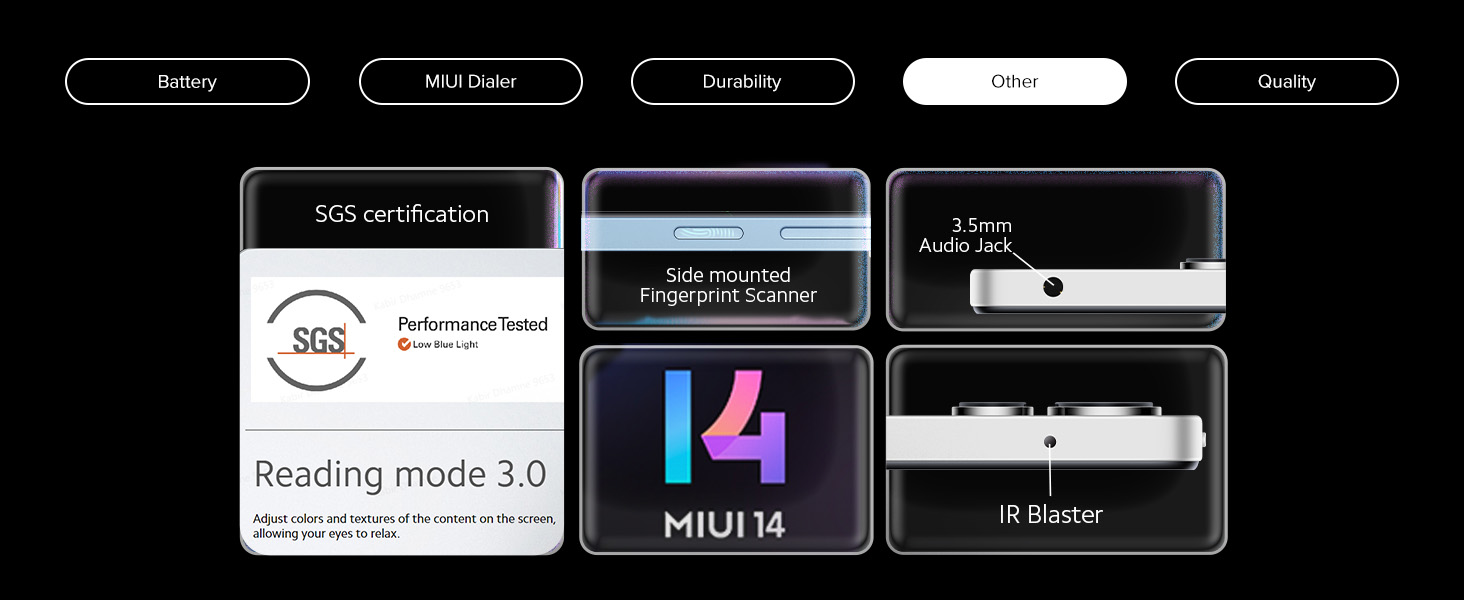 Battery
MIUI Dialer
Durability
Other
Quality
SGS certification
SGS
Performance Tested
Low Blue Light
Reading mode 3.0
Adjust colors and textures of the content on the screen,
allowing your eyes to relax.
Side mounted
Fingerprint Scanner
3.5mm
Audio Jack
14
MIUI 14
IR Blaster